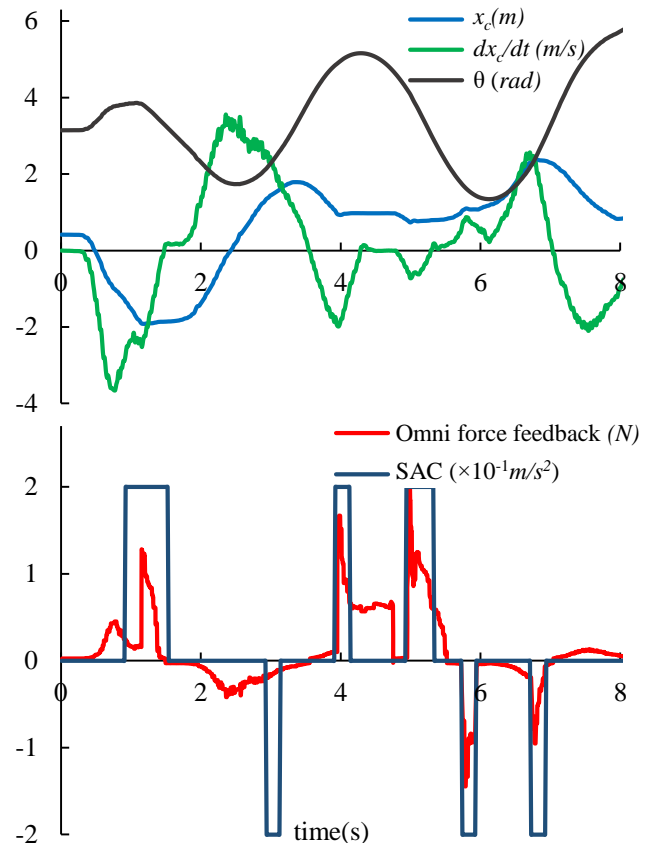 6
4
2
0
-2
-4
x_c(m)
dx_c/dt (m/s)
θ (rad)
0 2 4 6 8
2
1
0
-1
-2
Omni force feedback (N)
SAC (×10⁻¹m/s²)
0 2 4 6 8
time(s)